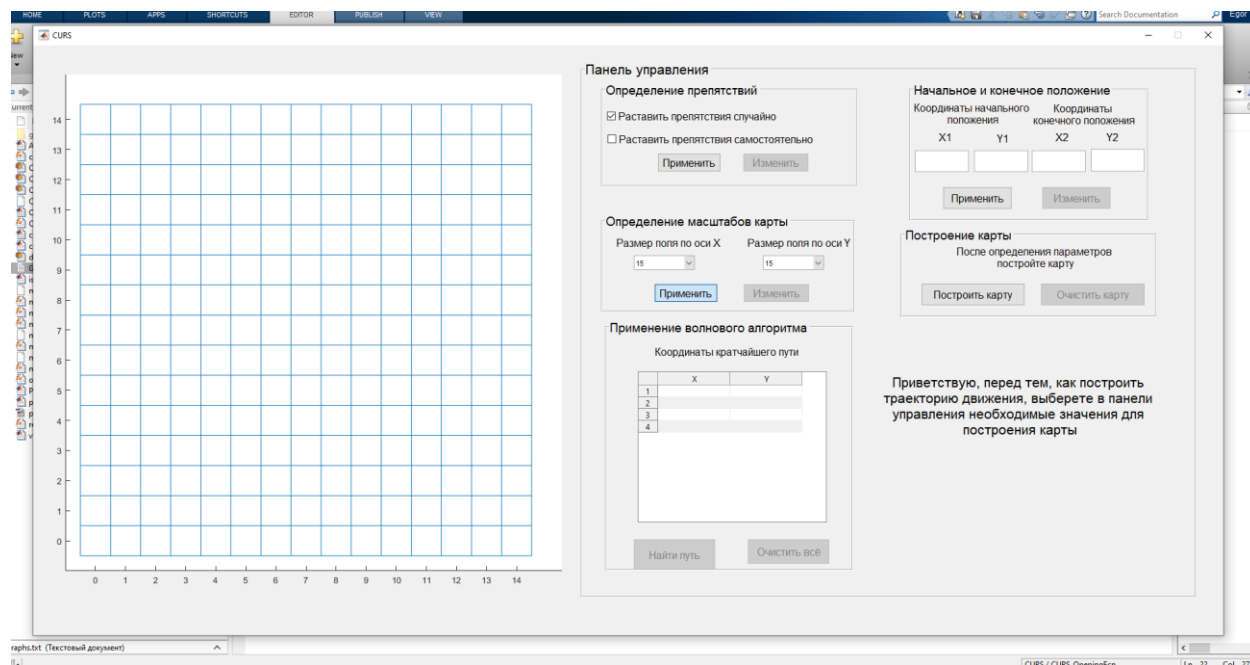 HOME PLOTS APPS SHORTCUTS EDITOR PUBLISH VIEW Search Documentation Egor
CURS
Панель управления
Определение препятствий
Раставить препятствия случайно
Раставить препятствия самостоятельно
Применить Изменить
Начальное и конечное положение
Координаты начального положения
Координаты конечного положения
X1 Y1 X2 Y2
Применить Изменить
Определение масштабов карты
Размер поля по оси X Размер поля по оси Y
15 15
Применить Изменить
Построение карты
После определения параметров
постройте карту
Построить карту Очистить карту
Применение волнового алгоритма
Координаты кратчайшего пути
X Y
1
2
3
4
Найти путь Очистить всё
Приветствую, перед тем, как построить
траекторию движения, выберете в панели
управления необходимые значения для
построения карты
14
13
12
11
10
9
8
7
6
5
4
3
2
1
0
0 1 2 3 4 5 6 7 8 9 10 11 12 13 14
raphs.txt (Текстовый документ)
CURS / CURS_OpeningFcn Ln 22 Col 27